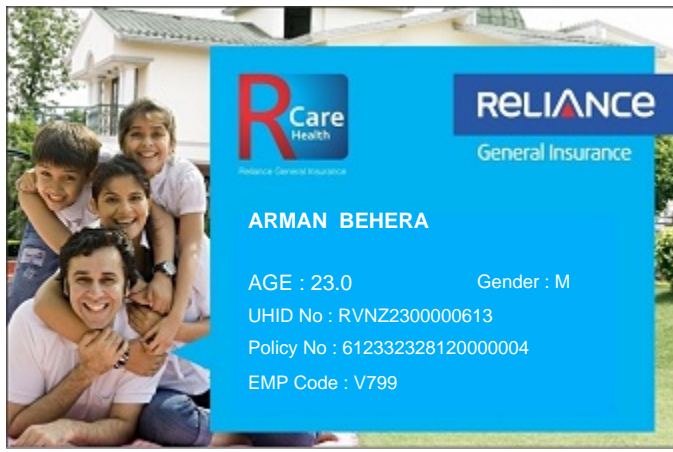 R Care
Health
Reliance General Insurance
RELIANCE
General Insurance
ARMAN BEHERA
AGE : 23.0 Gender : M
UHID No : RVNZ2300000613
Policy No : 612332328120000004
EMP Code : V799